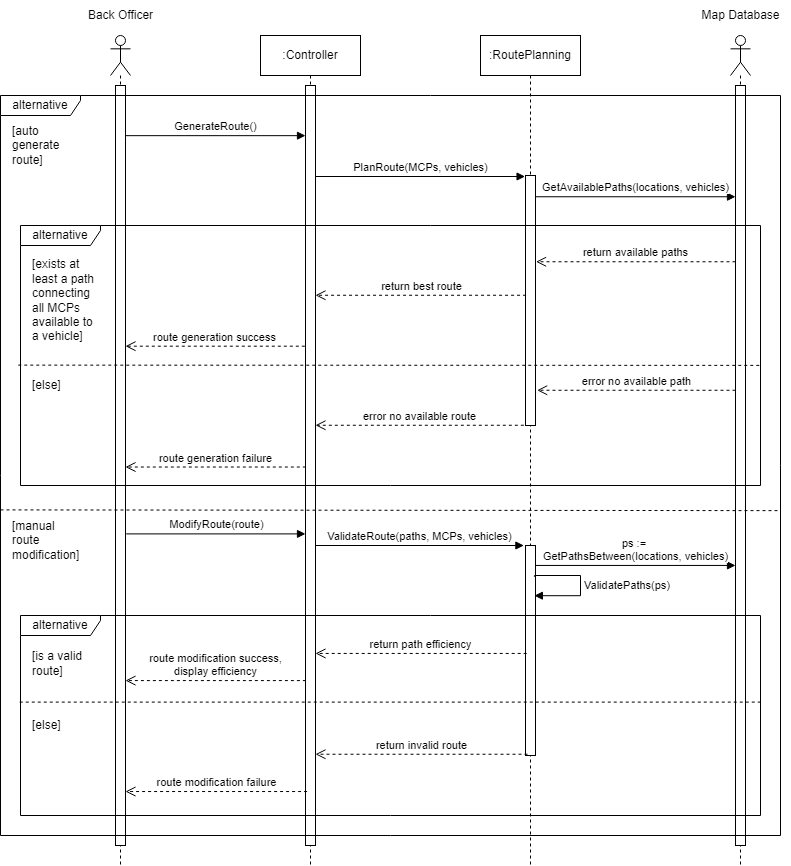 Back Officer
Map Database
:Controller
:RoutePlanning
alternative
[auto
generate
route]
GenerateRoute()
PlanRoute(MCPs, vehicles)
GetAvailablePaths(locations, vehicles)
alternative
[exists at
least a path
connecting
all MCPs
available to
a vehicle]
return available paths
return best route
route generation success
[else]
error no available path
error no available route
route generation failure
[manual
route
modification]
ModifyRoute(route)
ValidateRoute(paths, MCPs, vehicles)
ps :=
GetPathsBetween(locations, vehicles)
ValidatePaths(ps)
alternative
[is a valid
route]
return path efficiency
route modification success,
display efficiency
[else]
return invalid route
route modification failure